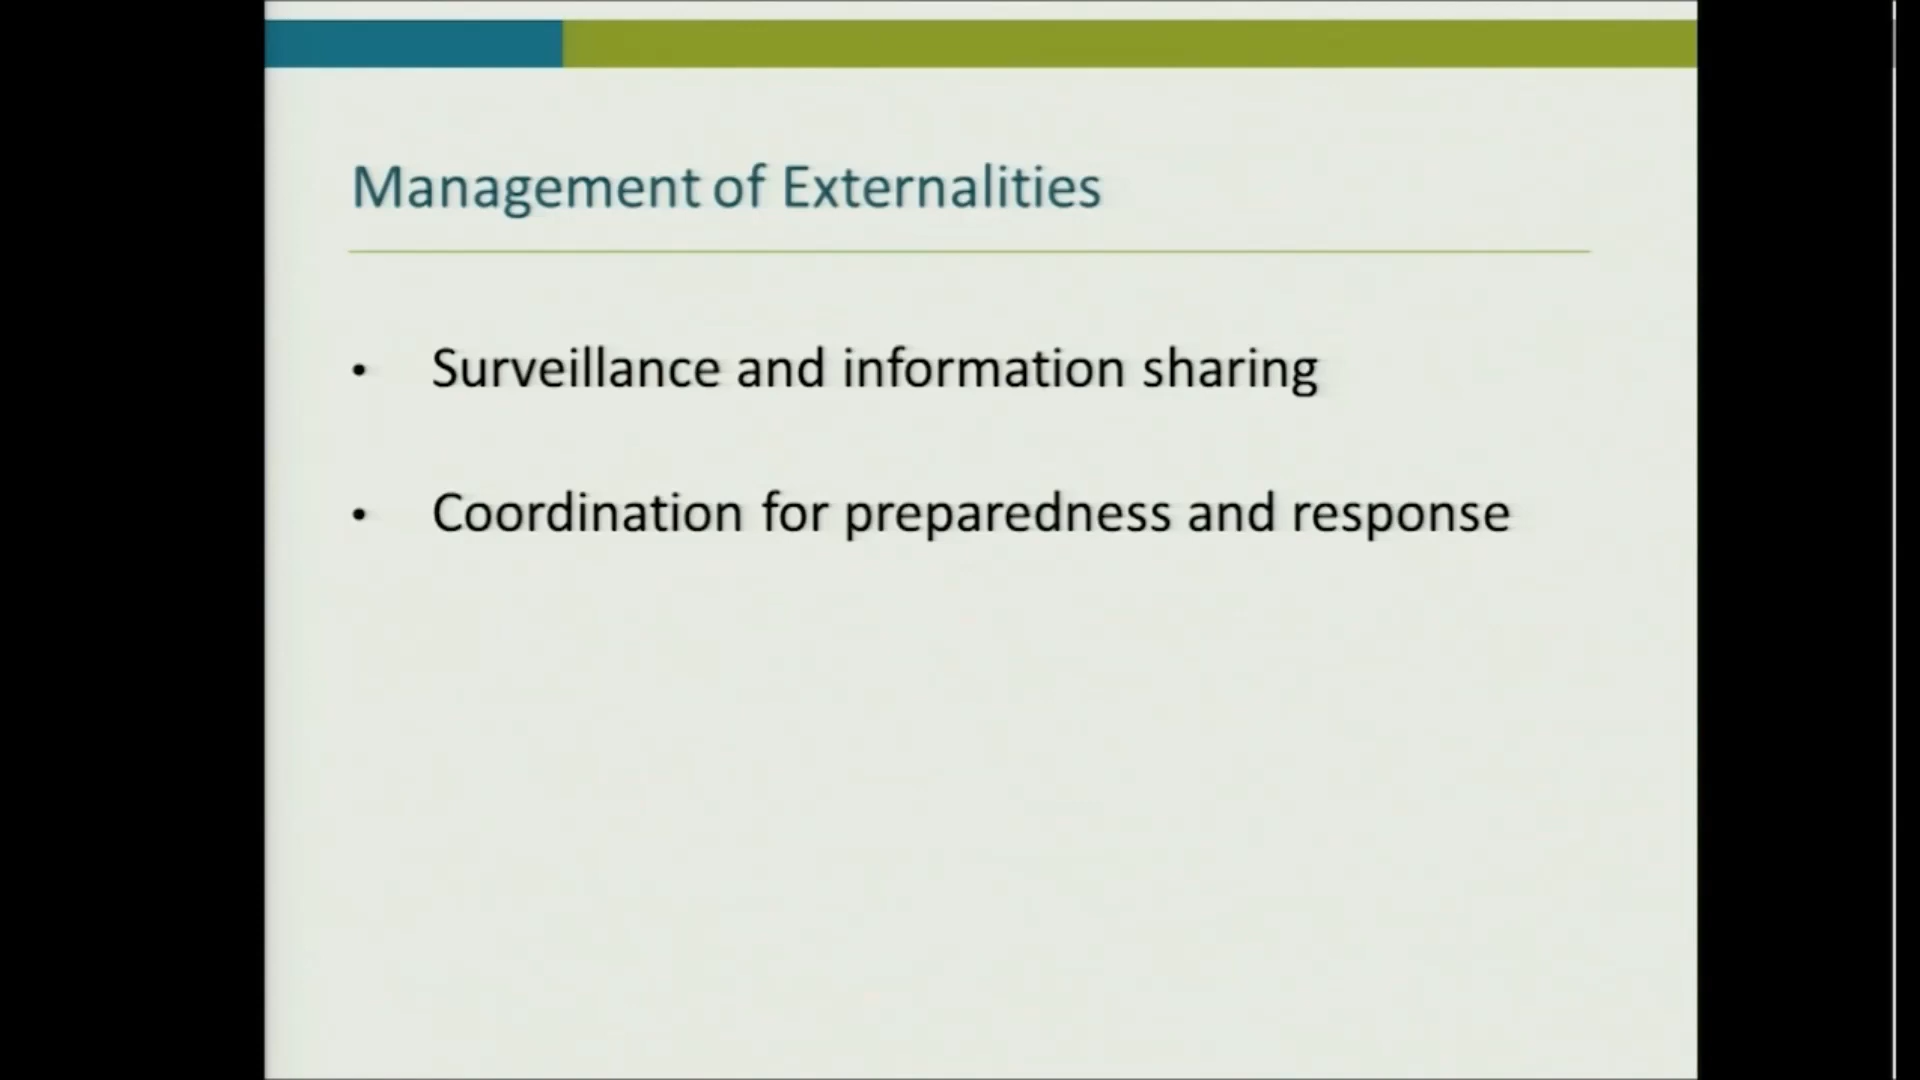 Management of Externalities
• Surveillance and information sharing
• Coordination for preparedness and response